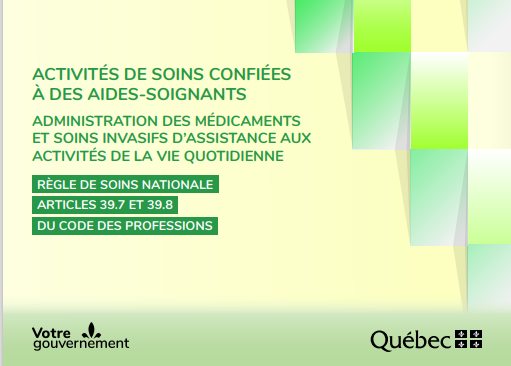 ACTIVITÉS DE SOINS CONFIÉES
À DES AIDES-SOIGNANTS
ADMINISTRATION DES MÉDICAMENTS
ET SOINS INVASIFS D'ASSISTANCE AUX
ACTIVITÉS DE LA VIE QUOTIDIENNE
RÈGLE DE SOINS NATIONALE
ARTICLES 39.7 ET 39.8
DU CODE DES PROFESSIONS
Votre
gouvernement
Québec